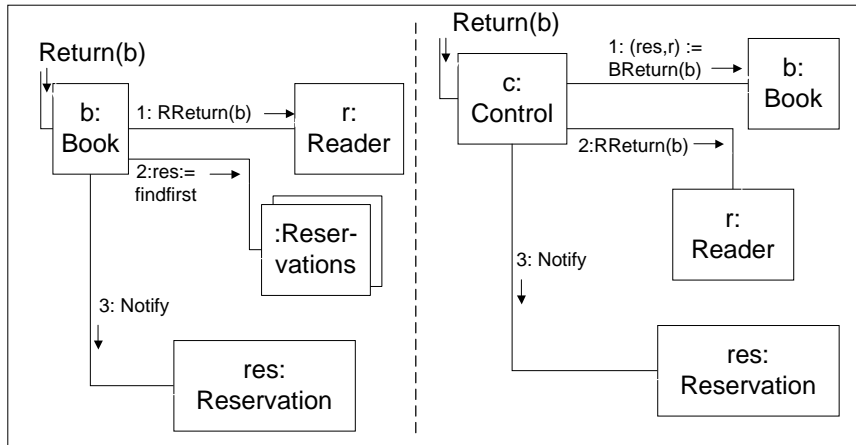 Return(b)
b:
Book
1: RReturn(b)
r:
Reader
2:res:=
findfirst
:Reser-
vations
3: Notify
res:
Reservation
Return(b)
c:
Control
1: (res,r) :=
BReturn(b)
b:
Book
2:RReturn(b)
r:
Reader
3: Notify
res:
Reservation